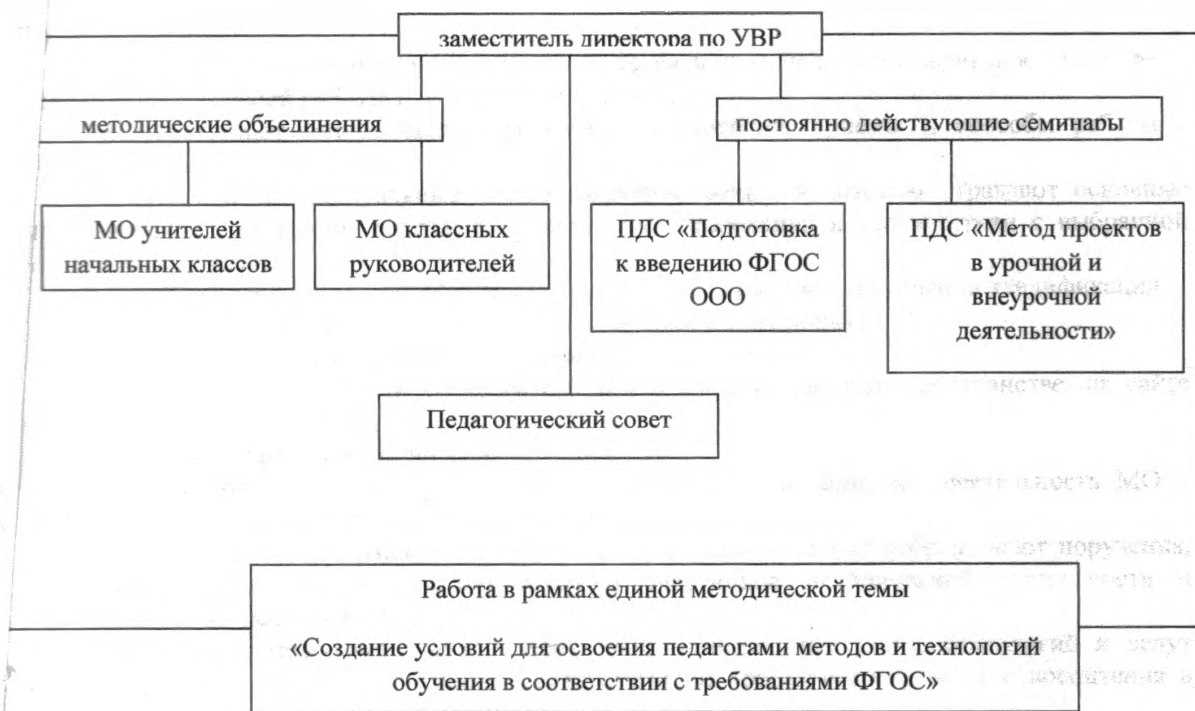 заместитель директора по УВР
методические объединения
постоянно действующие семинары
МО учителей
начальных классов
МО классных
руководителей
ПДС «Подготовка
к введению ФГОС
ООО
ПДС «Метод проектов
в урочной и
внеурочной
деятельности»
Педагогический совет
Работа в рамках единой методической темы
«Создание условий для освоения педагогами методов и технологий
обучения в соответствии с требованиями ФГОС»